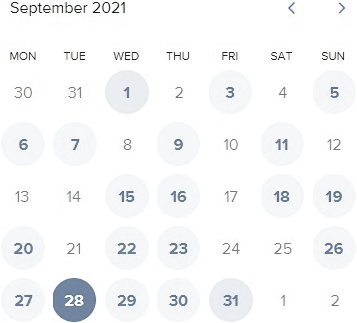 September 2021
MON TUE WED THU FRI SAT SUN
30 31 1 2 3 4 5
6 7 8 9 10 11 12
13 14 15 16 17 18 19
20 21 22 23 24 25 26
27 28 29 30 31 1 2